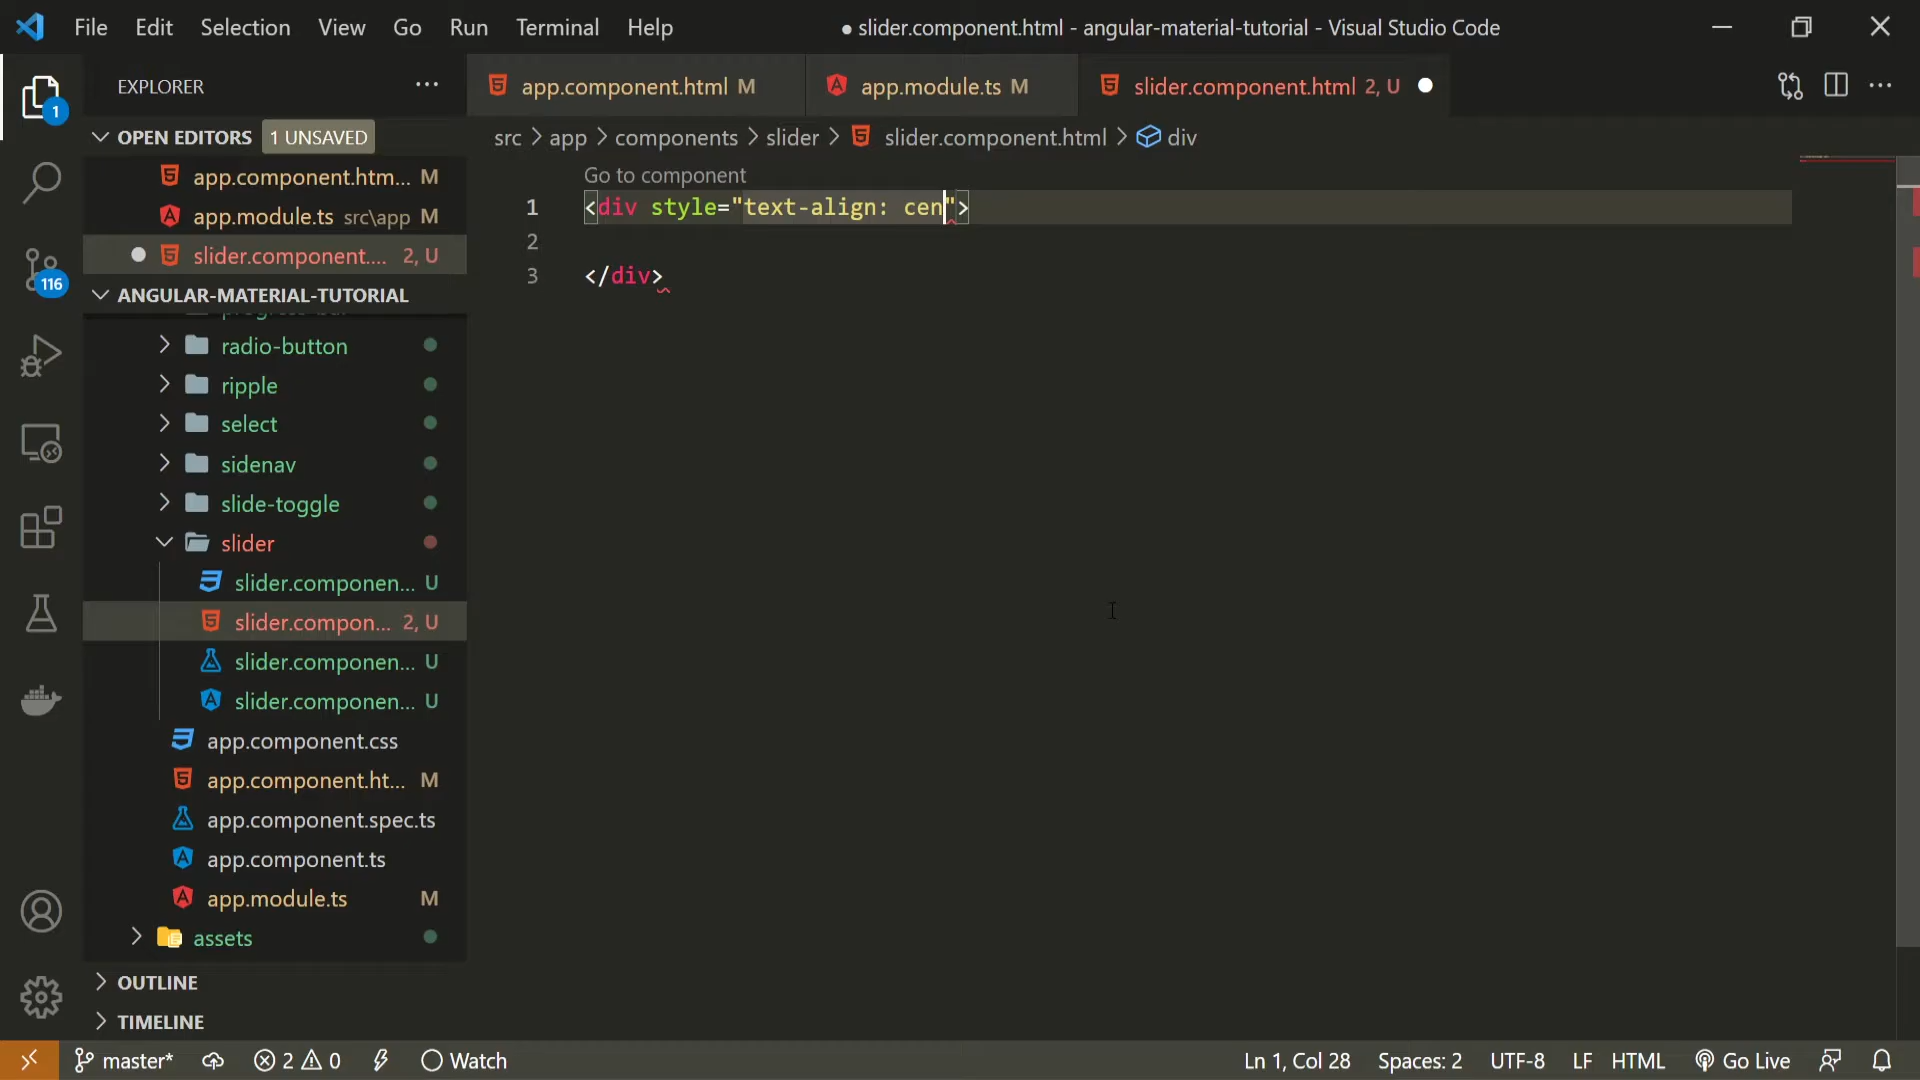 File Edit Selection View Go Run Terminal Help
● slider.component.html - angular-material-tutorial - Visual Studio Code
EXPLORER
app.component.html M
app.module.ts M
slider.component.html 2, U
OPEN EDITORS 1 UNSAVED
src > app > components > slider > slider.component.html > div
app.component.htm... M
app.module.ts src\app M
slider.component.... 2, U
Go to component
1 <div style="text-align: cen">
2
3 </div>
116
1
ANGULAR-MATERIAL-TUTORIAL
radio-button
ripple
select
sidenav
slide-toggle
slider
slider.componen... U
slider.compon... 2, U
slider.componen... U
slider.componen... U
app.component.css
app.component.ht... M
app.component.spec.ts
app.component.ts
app.module.ts M
assets
OUTLINE
TIMELINE
master* 2 0 Watch
Ln 1, Col 28 Spaces: 2 UTF-8 LF HTML Go Live